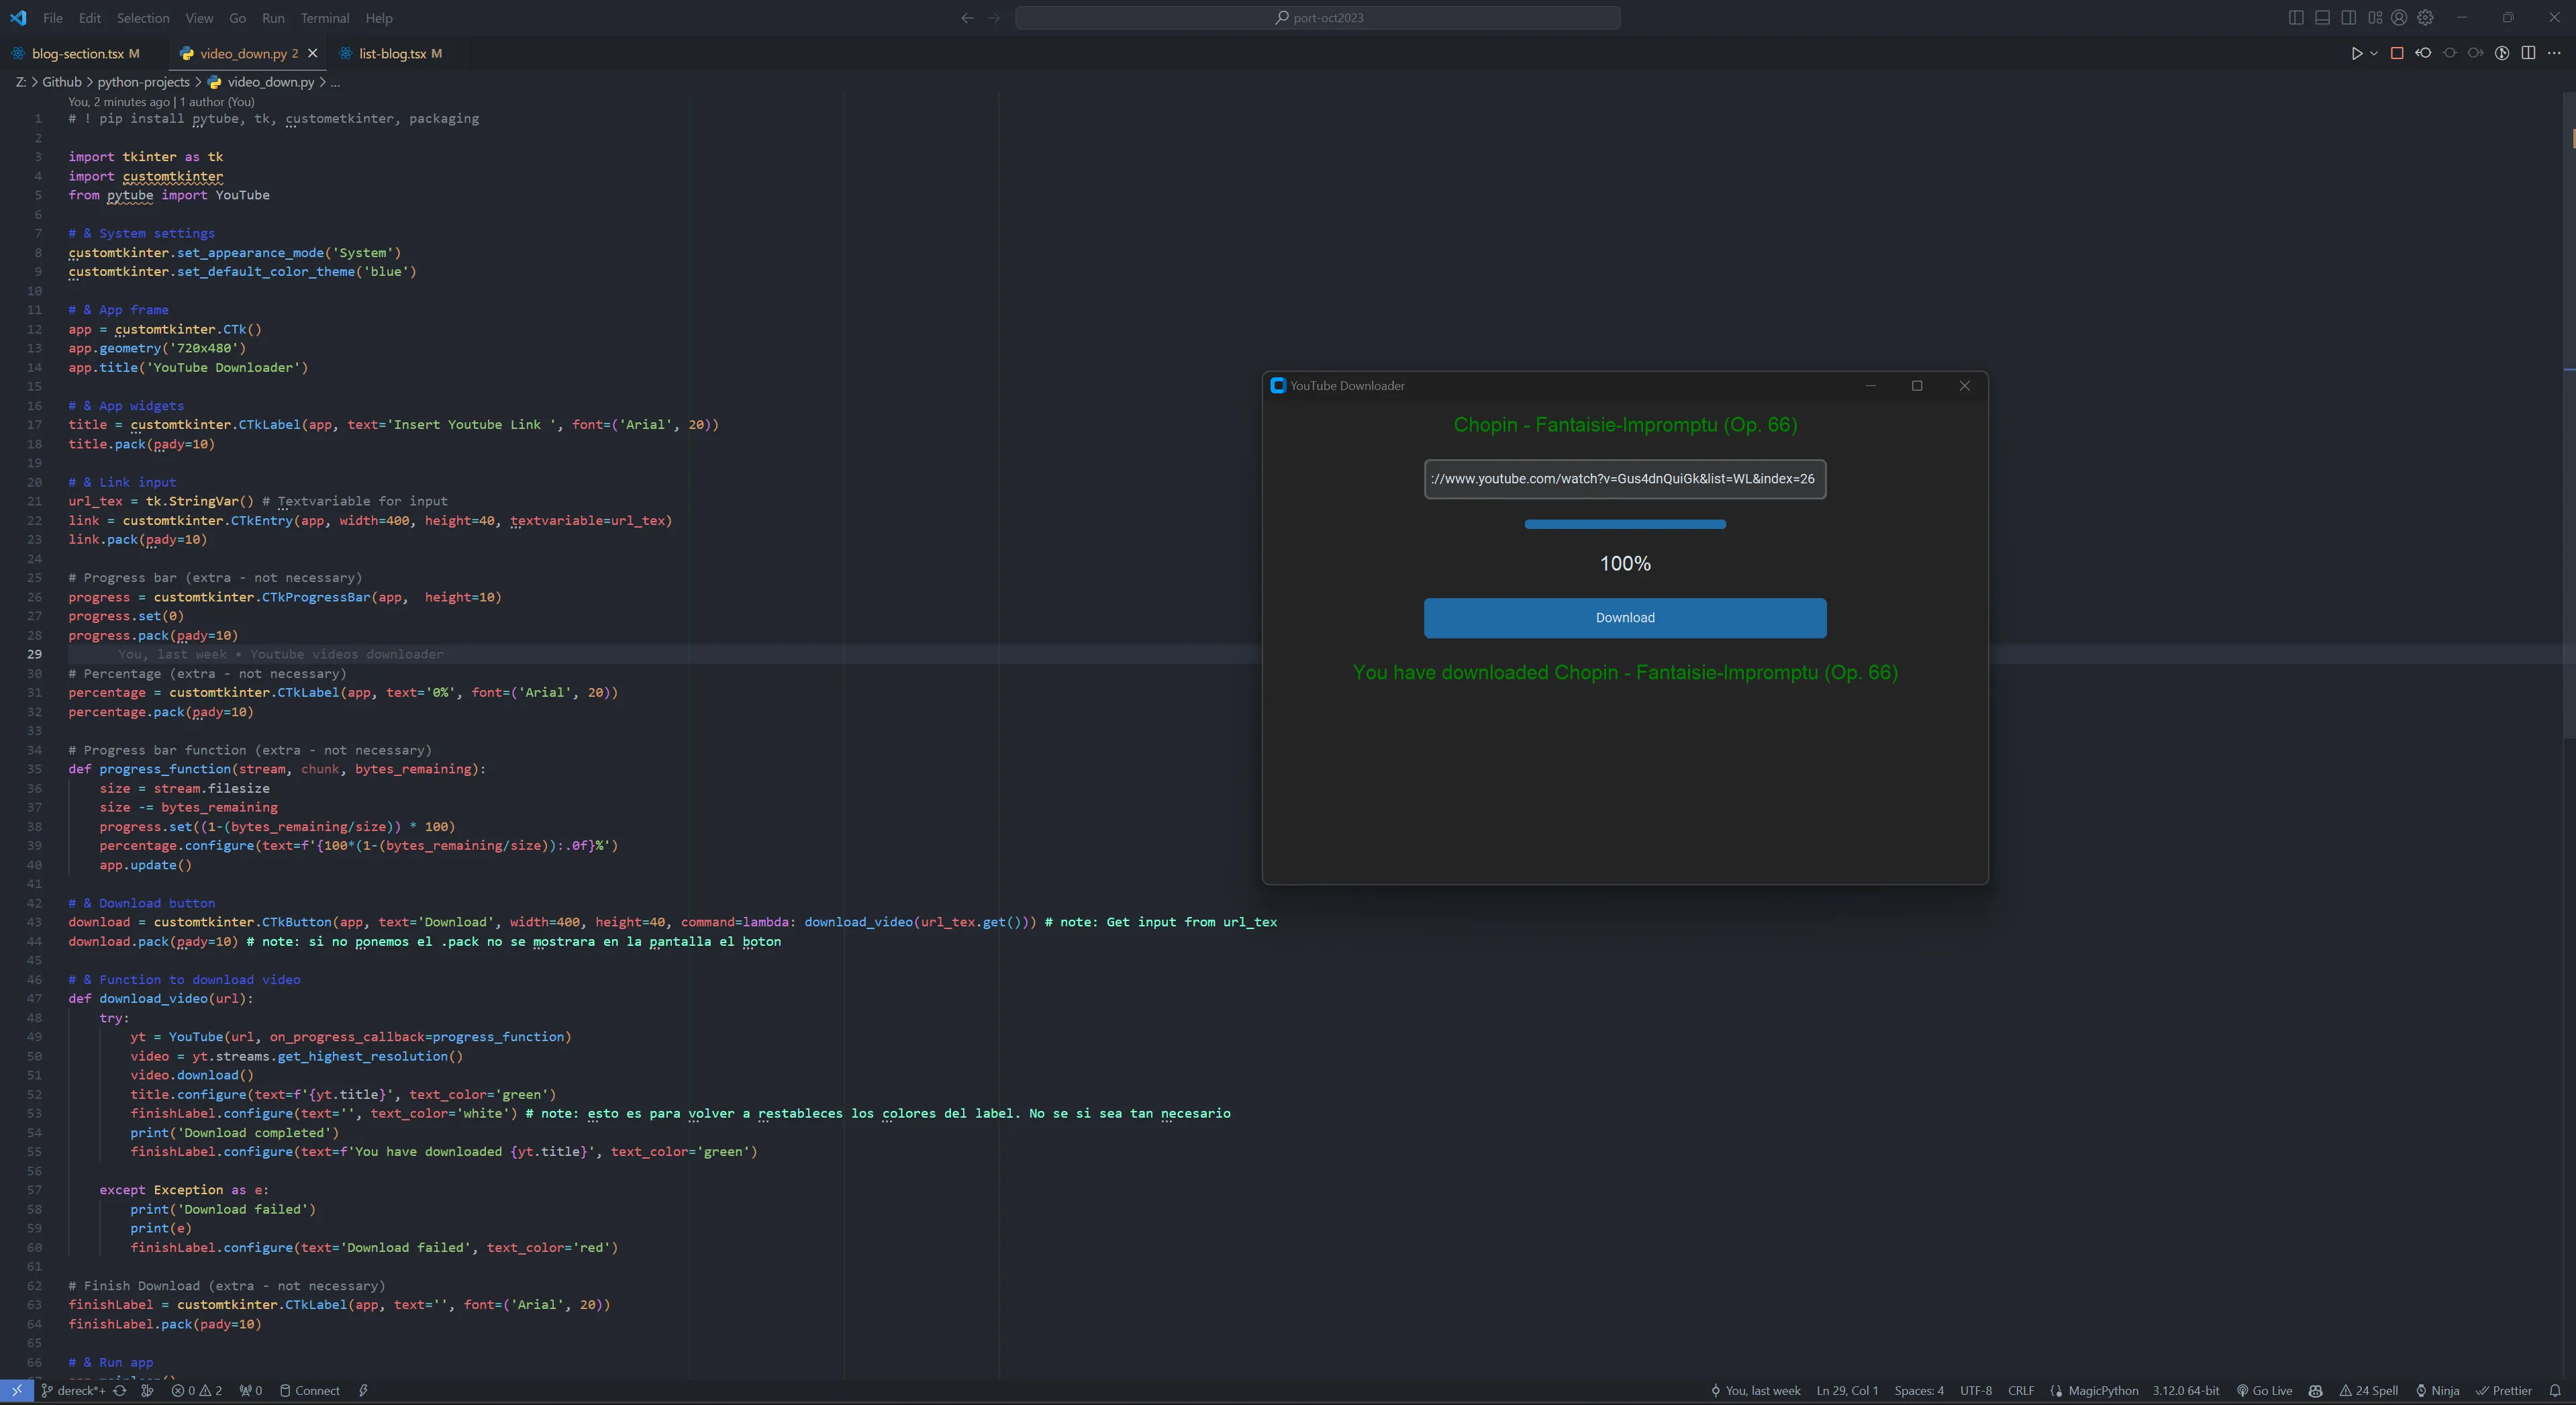 File Edit Selection View Go Run Terminal Help
port-oct2023
blog-section.tsx M video_down.py 2 list-blog.tsx M
Z: > Github > python-projects > video_down.py > ...
You, 2 minutes ago | 1 author (You)
1 # ! pip install pytube, tk, custometkinter, packaging
2
3 import tkinter as tk
4 import customtkinter
5 from pytube import YouTube
6
7 # & System settings
8 customtkinter.set_appearance_mode('System')
9 customtkinter.set_default_color_theme('blue')
10
11 # & App frame
12 app = customtkinter.CTk()
13 app.geometry('720x480')
14 app.title('YouTube Downloader')
15
16 # & App widgets
17 title = customtkinter.CTkLabel(app, text='Insert Youtube Link ', font=('Arial', 20))
18 title.pack(pady=10)
19
20 # & Link input
21 url_tex = tk.StringVar() # Textvariable for input
22 link = customtkinter.CTkEntry(app, width=400, height=40, textvariable=url_tex)
23 link.pack(pady=10)
24
25 # Progress bar (extra - not necessary)
26 progress = customtkinter.CTkProgressBar(app,  height=10)
27 progress.set(0)
28 progress.pack(pady=10)
29 You, last week • Youtube videos downloader
30 # Percentage (extra - not necessary)
31 percentage = customtkinter.CTkLabel(app, text='0%', font=('Arial', 20))
32 percentage.pack(pady=10)
33
34 # Progress bar function (extra - not necessary)
35 def progress_function(stream, chunk, bytes_remaining):
36     size = stream.filesize
37     size -= bytes_remaining
38     progress.set((1-(bytes_remaining/size)) * 100)
39     percentage.configure(text=f'{100*(1-(bytes_remaining/size)):.0f}%')
40     app.update()
41
42 # & Download button
43 download = customtkinter.CTkButton(app, text='Download', width=400, height=40, command=lambda: download_video(url_tex.get())) # note: Get input from url_tex
44 download.pack(pady=10) # note: si no ponemos el .pack no se mostrara en la pantalla el boton
45
46 # & Function to download video
47 def download_video(url):
48     try:
49         yt = YouTube(url, on_progress_callback=progress_function)
50         video = yt.streams.get_highest_resolution()
51         video.download()
52         title.configure(text=f'{yt.title}', text_color='green')
53         finishLabel.configure(text='', text_color='white') # note: esto es para volver a restableces los colores del label. No se si sea tan necesario
54         print('Download completed')
55         finishLabel.configure(text=f'You have downloaded {yt.title}', text_color='green')
56
57     except Exception as e:
58         print('Download failed')
59         print(e)
60         finishLabel.configure(text='Download failed', text_color='red')
61
62 # Finish Download (extra - not necessary)
63 finishLabel = customtkinter.CTkLabel(app, text='', font=('Arial', 20))
64 finishLabel.pack(pady=10)
65
66 # & Run app
YouTube Downloader
Chopin - Fantaisie-Impromptu (Op. 66)
://www.youtube.com/watch?v=Gus4dnQuiGk&list=WL&index=26
100%
Download
You have downloaded Chopin - Fantaisie-Impromptu (Op. 66)
dereck*+ 0 2 0 Connect You, last week Ln 29, Col 1 Spaces: 4 UTF-8 CRLF MagicPython 3.12.0 64-bit Go Live 24 Spell Ninja Prettier